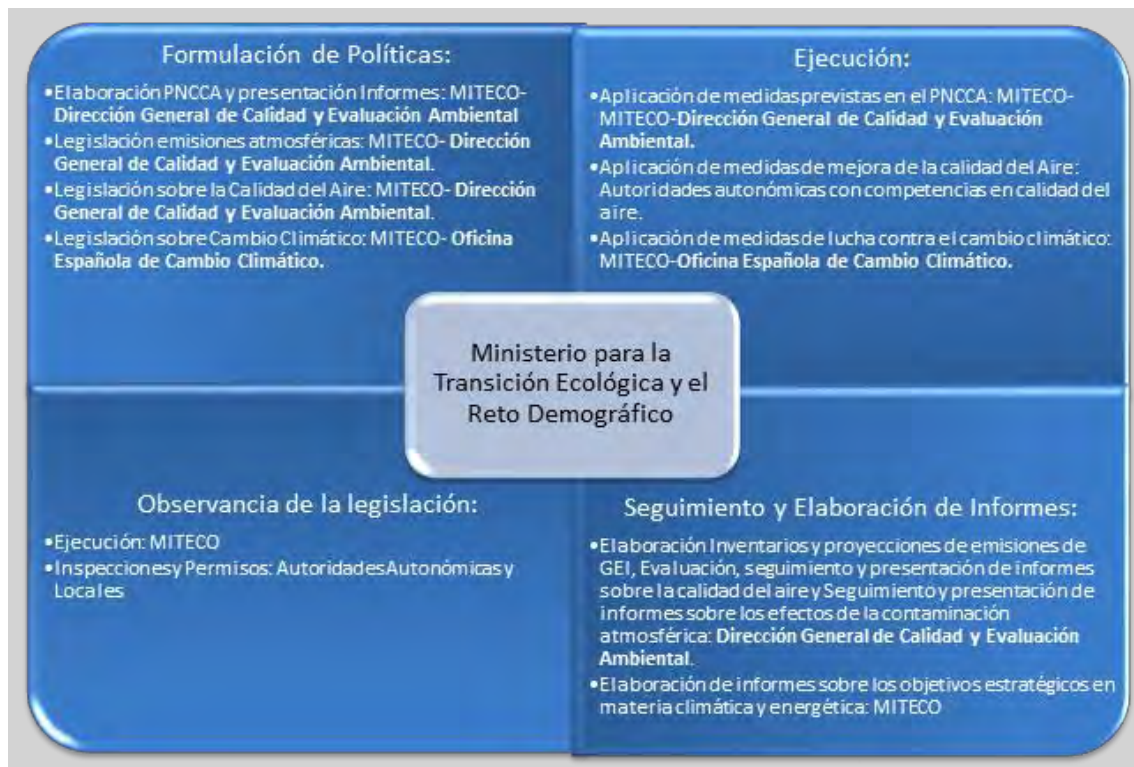 Formulación de Políticas:
•Elaboración PNCCA y presentación Informes: MITECO-
Dirección General de Calidad y Evaluación Ambiental
•Legislación emisiones atmosféricas: MITECO- Dirección
General de Calidad y Evaluación Ambiental.
•Legislación sobre la Calidad del Aire: MITECO- Dirección
General de Calidad y Evaluación Ambiental.
•Legislación sobre Cambio Climático: MITECO- Oficina
Española de Cambio Climático.
Ejecución:
•Aplicación de medidas previstas en el PNCCA: MITECO-
MITECO-Dirección General de Calidad y Evaluación
Ambiental.
•Aplicación de medidas de mejora de la calidad del Aire:
Autoridades autonómicas con competencias en calidad del
aire.
•Aplicación de medidas de lucha contra el cambio climático:
MITECO-Oficina Española de Cambio Climático.
Ministerio para la
Transición Ecológica y el
Reto Demográfico
Observancia de la legislación:
•Ejecución: MITECO
•Inspecciones y Permisos: Autoridades Autonómicas y
Locales
Seguimiento y Elaboración de Informes:
•Elaboración Inventarios y proyecciones de emisiones de
GEI, Evaluación, seguimiento y presentación de informes
sobre la calidad del aire y Seguimiento y presentación de
informes sobre los efectos de la contaminación
atmosférica: Dirección General de Calidad y Evaluación
Ambiental.
•Elaboración de informes sobre los objetivos estratégicos en
materia climática y energética: MITECO